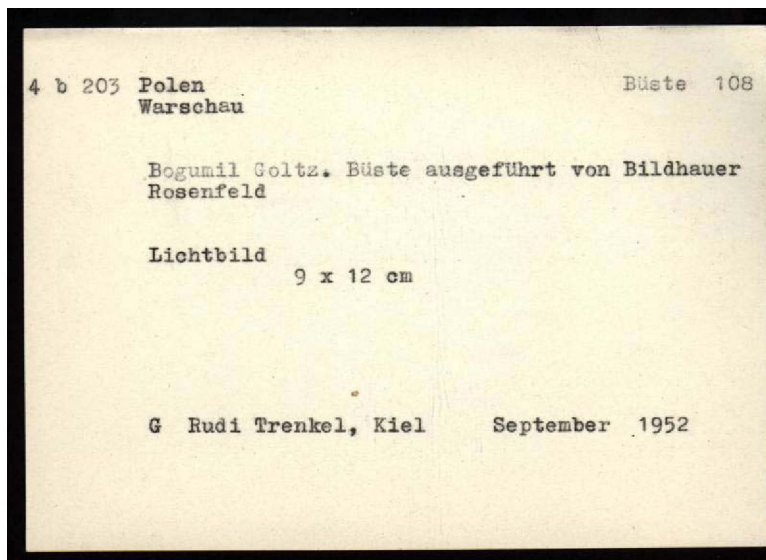 4 b 203 Polen Büste 108
Warschau
Bogumil Goltz. Büste ausgeführt von Bildhauer
Rosenfeld
Lichtbild
9 x 12 cm
G Rudi Trenkel, Kiel September 1952